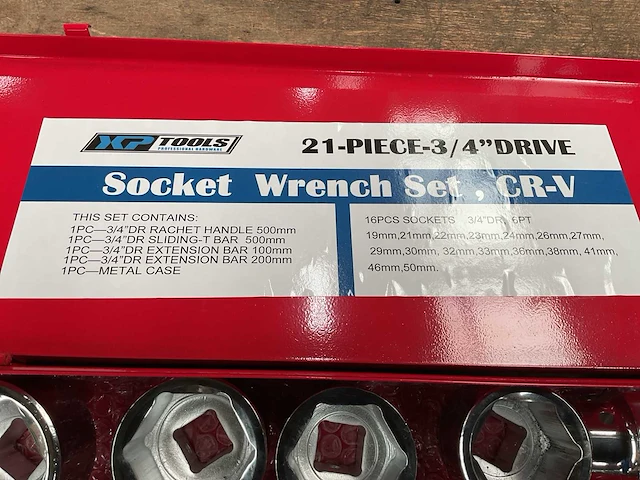 XP TOOLS
PROFESSIONAL HARDWARE
21-PIECE-3/4”DRIVE
Socket Wrench Set , CR-V
THIS SET CONTAINS:
1PC—3/4”DR RACHET HANDLE 500mm
1PC—3/4”DR SLIDING-T BAR 500mm
1PC—3/4”DR EXTENSION BAR 100mm
1PC—3/4”DR EXTENSION BAR 200mm
1PC—METAL CASE
16PCS SOCKETS 3/4”DR 6PT
19mm,21mm,22mm,23mm,24mm,26mm,27mm,
29mm,30mm, 32mm,33mm,36mm,38mm, 41mm,
46mm,50mm.